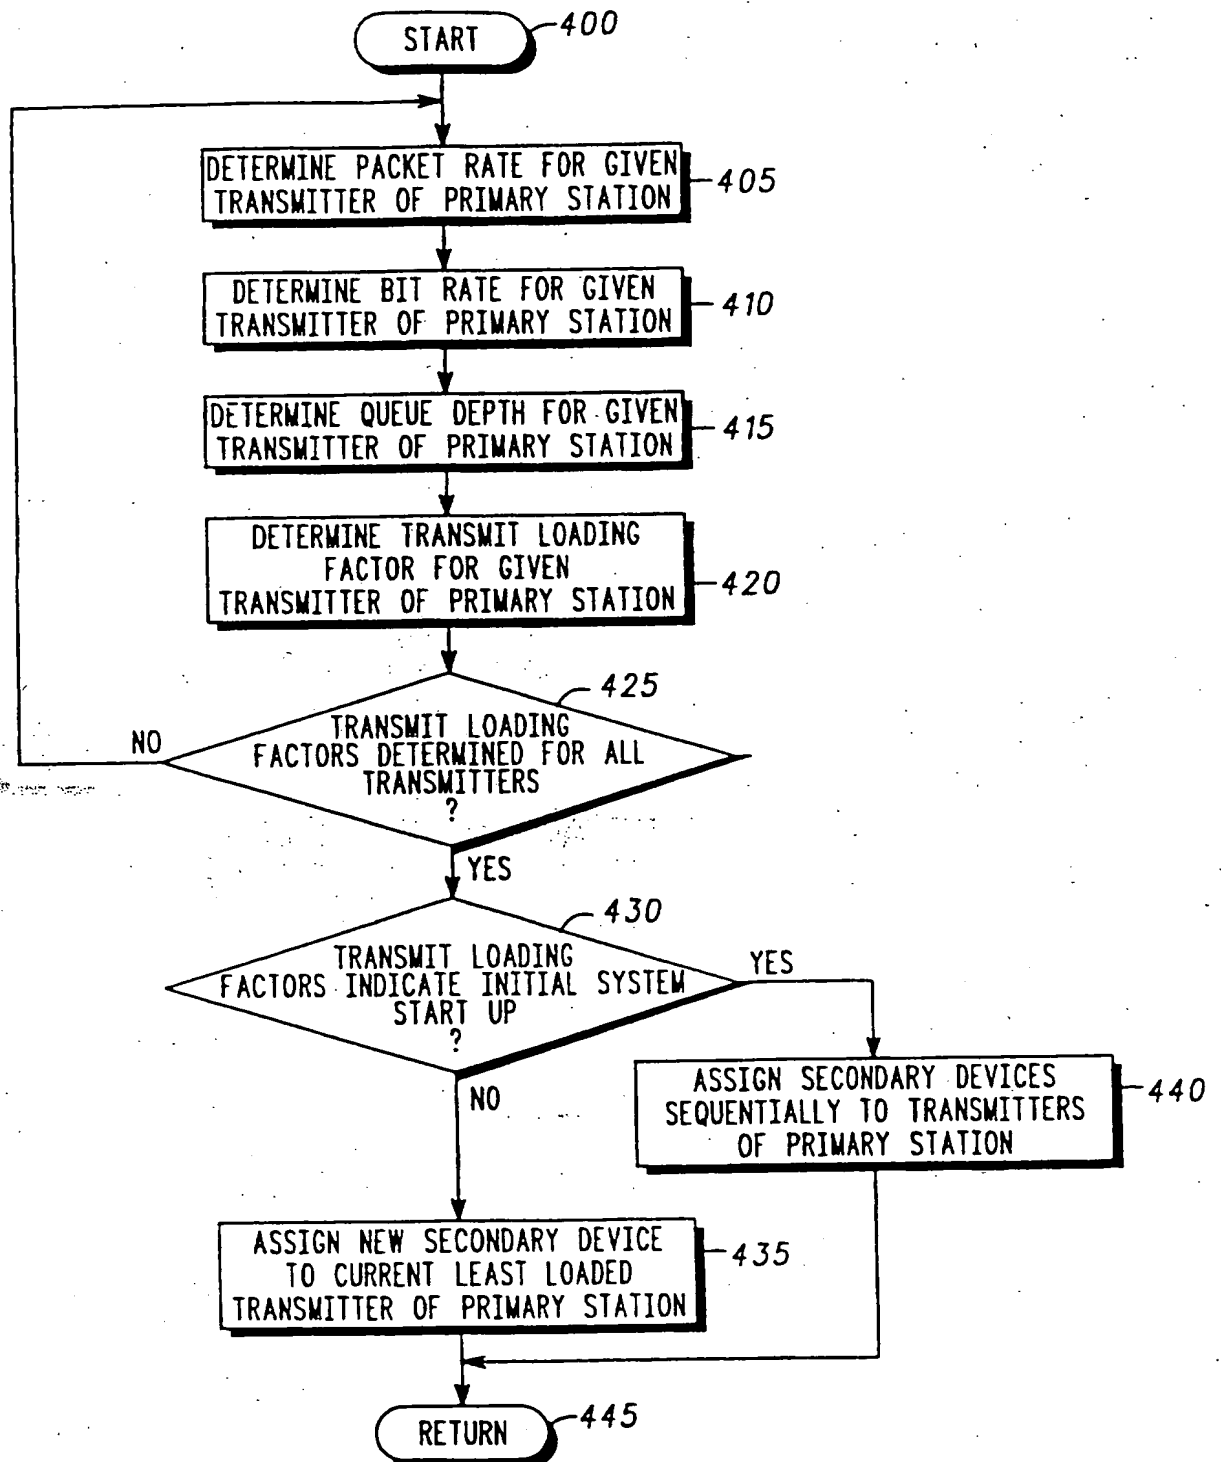 START
400
DETERMINE PACKET RATE FOR GIVEN
TRANSMITTER OF PRIMARY STATION
405
DETERMINE BIT RATE FOR GIVEN
TRANSMITTER OF PRIMARY STATION
410
DETERMINE QUEUE DEPTH FOR GIVEN
TRANSMITTER OF PRIMARY STATION
415
DETERMINE TRANSMIT LOADING
FACTOR FOR GIVEN
TRANSMITTER OF PRIMARY STATION
420
425
TRANSMIT LOADING
FACTORS DETERMINED FOR ALL
TRANSMITTERS
?
NO
YES
430
TRANSMIT LOADING
FACTORS INDICATE INITIAL SYSTEM
START UP
?
YES
NO
ASSIGN SECONDARY DEVICES
SEQUENTIALLY TO TRANSMITTERS
OF PRIMARY STATION
440
ASSIGN NEW SECONDARY DEVICE
TO CURRENT LEAST LOADED
TRANSMITTER OF PRIMARY STATION
435
RETURN
445